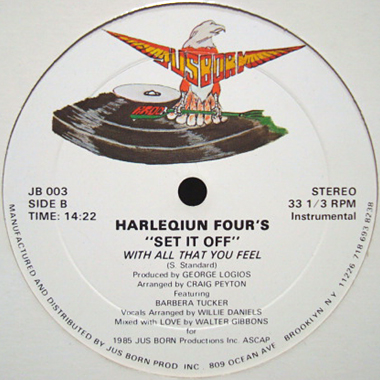 JUS BORN
JB 003
SIDE B
TIME: 14:22
STEREO
33 1/3 RPM
Instrumental
HARLEQIUN FOUR'S
"SET IT OFF"
WITH ALL THAT YOU FEEL
(S. Standard)
Produced by GEORGE LOGIOS
Arranged by CRAIG PEYTON
Featuring
BARBERA TUCKER
Vocals Arranged by WILLIE DANIELS
Mixed with LOVE by WALTER GIBBONS
for
1985 JUS BORN Productions Inc. ASCAP
MANUFACTURED AND DISTRIBUTED BY JUS BORN PROD INC. 809 OCEAN AVE. BROOKLYN NY 11226 718 693 8238